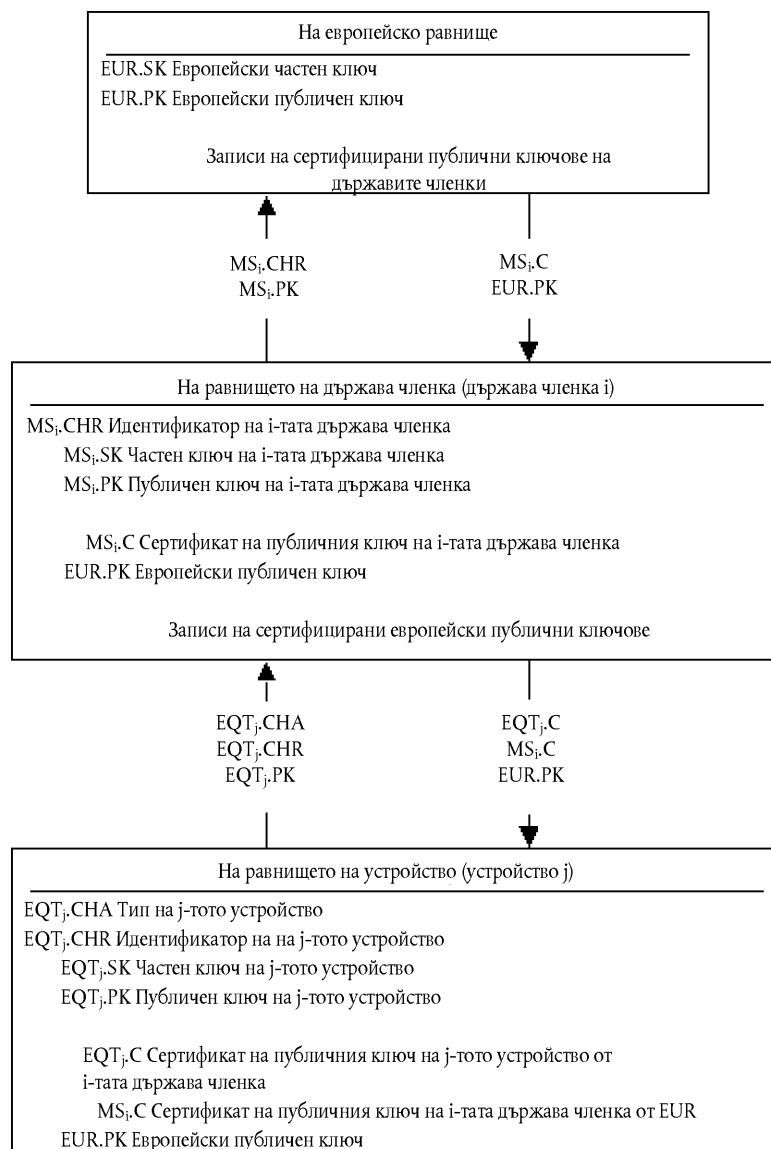 На европейско равнище
EUR.SK Европейски частен ключ
EUR.PK Европейски публичен ключ
Записи на сертифицирани публични ключове на
държавите членки
MSi.CHR
MSi.PK
MSi.C
EUR.PK
На равнището на държава членка (държава членка i)
MSi.CHR Идентификатор на i-тата държава членка
MSi.SK Частен ключ на i-тата държава членка
MSi.PK Публичен ключ на i-тата държава членка
MSi.C Сертификат на публичния ключ на i-тата държава членка
EUR.PK Европейски публичен ключ
Записи на сертифицирани европейски публични ключове
EQTj.CHA
EQTj.CHR
EQTj.PK
EQTj.C
MSi.C
EUR.PK
На равнището на устройство (устройство j)
EQTj.CHA Тип на j-тото устройство
EQTj.CHR Идентификатор на на j-тото устройство
EQTj.SK Частен ключ на j-тото устройство
EQTj.PK Публичен ключ на j-тото устройство
EQTj.C Сертификат на публичния ключ на j-тото устройство от
i-тата държава членка
MSi.C Сертификат на публичния ключ на i-тата държава членка от EUR
EUR.PK Европейски публичен ключ